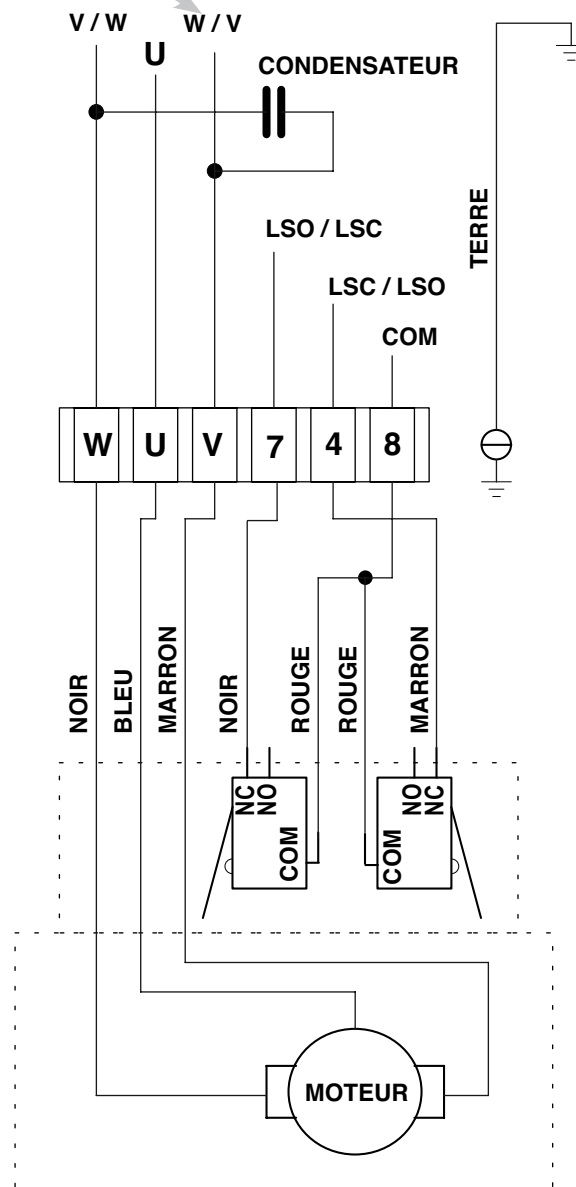 V / W
W / V
U
CONDENSATEUR
TERRE
LSO / LSC
LSC / LSO
COM
W
U
V
7
4
8
NOIR
BLEU
MARRON
NOIR
ROUGE
ROUGE
MARRON
NC
NO
COM
NO
NC
COM
MOTEUR